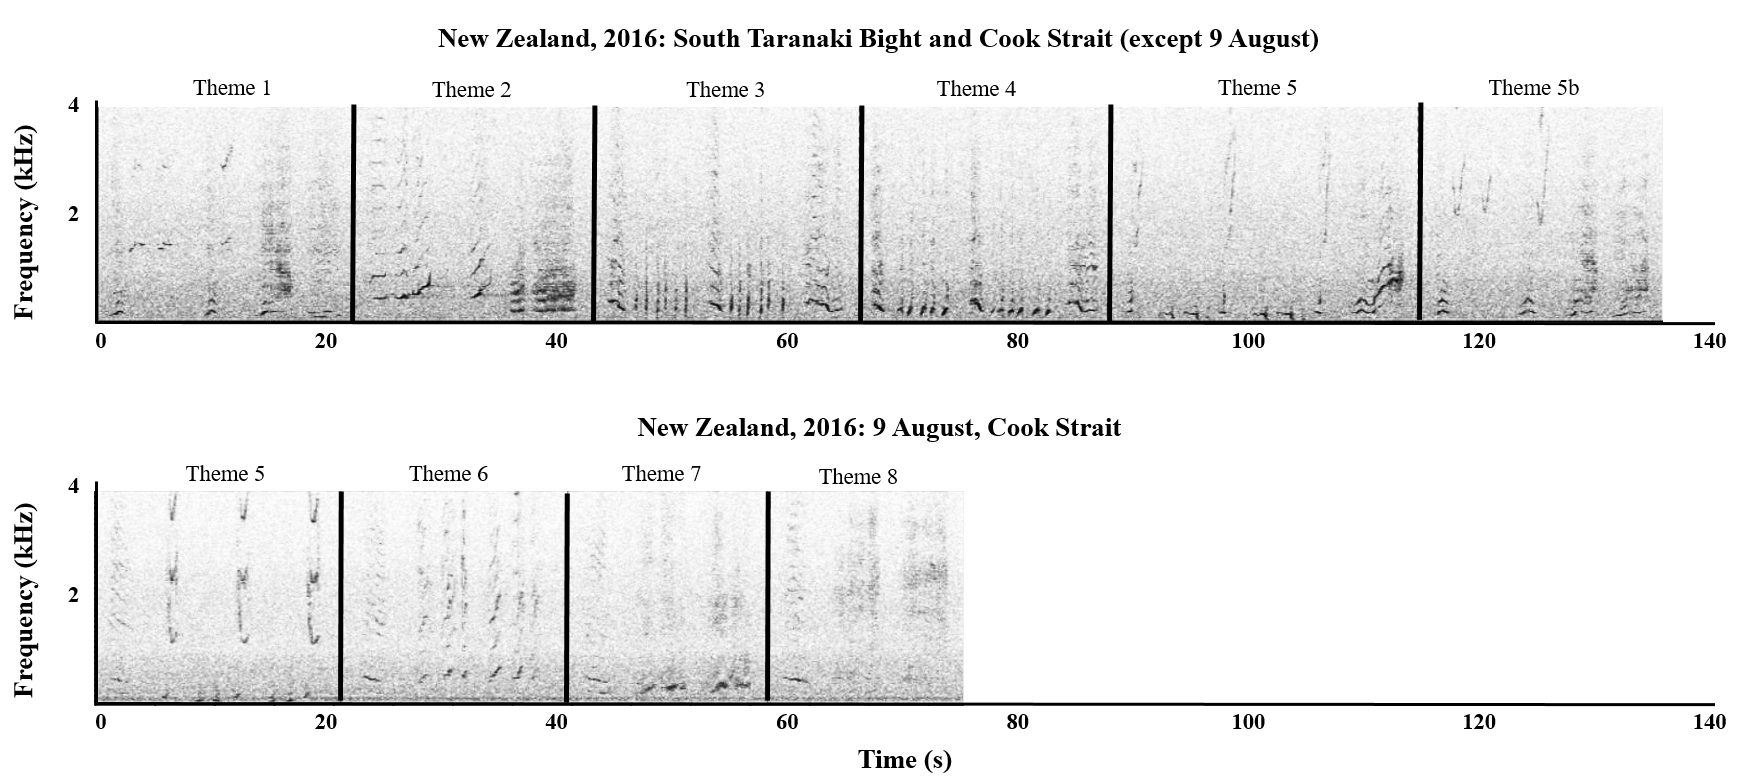 New Zealand, 2016: South Taranaki Bight and Cook Strait (except 9 August)
Theme 1 Theme 2 Theme 3 Theme 4 Theme 5 Theme 5b
Frequency (kHz)
4
2
0 20 40 60 80 100 120 140
New Zealand, 2016: 9 August, Cook Strait
Theme 5 Theme 6 Theme 7 Theme 8
Frequency (kHz)
4
2
0 20 40 60 80 100 120 140
Time (s)